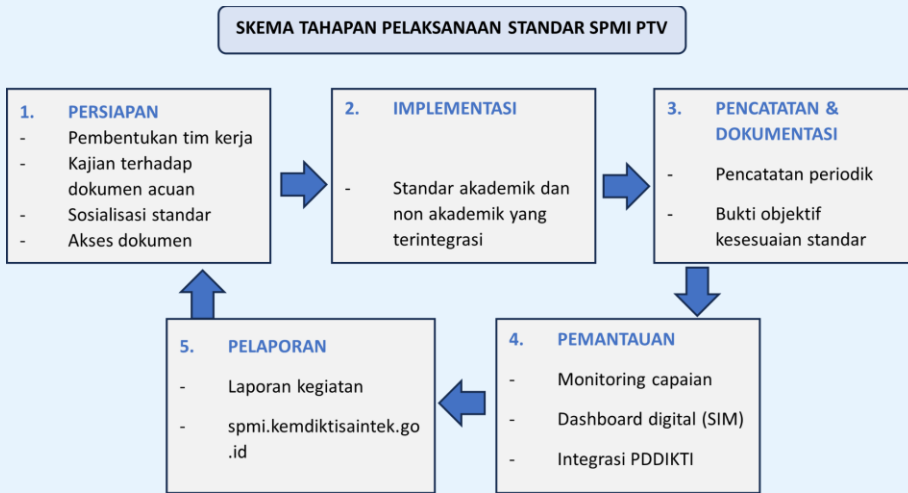 SKEMA TAHAPAN PELAKSANAAN STANDAR SPMI PTV
1. PERSIAPAN
- Pembentukan tim kerja
- Kajian terhadap
dokumen acuan
- Sosialisasi standar
- Akses dokumen
2. IMPLEMENTASI
- Standar akademik dan
non akademik yang
terintegrasi
3. PENCATATAN &
DOKUMENTASI
- Pencatatan periodik
- Bukti objektif
kesesuaian standar
4. PEMANTAUAN
- Monitoring capaian
- Dashboard digital (SIM)
- Integrasi PDDIKTI
5. PELAPORAN
- Laporan kegiatan
- spmi.kemdiktisaintek.go
.id